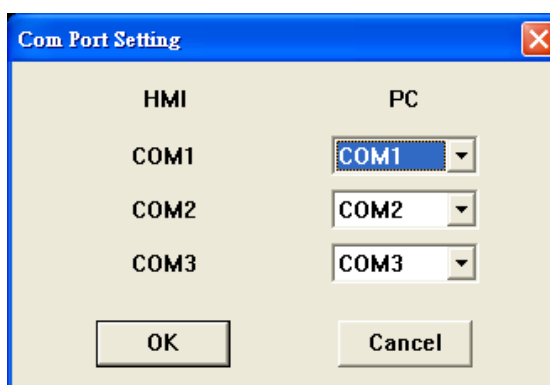 Com Port Setting
HMI PC
COM1 COM1
COM2 COM2
COM3 COM3
OK Cancel